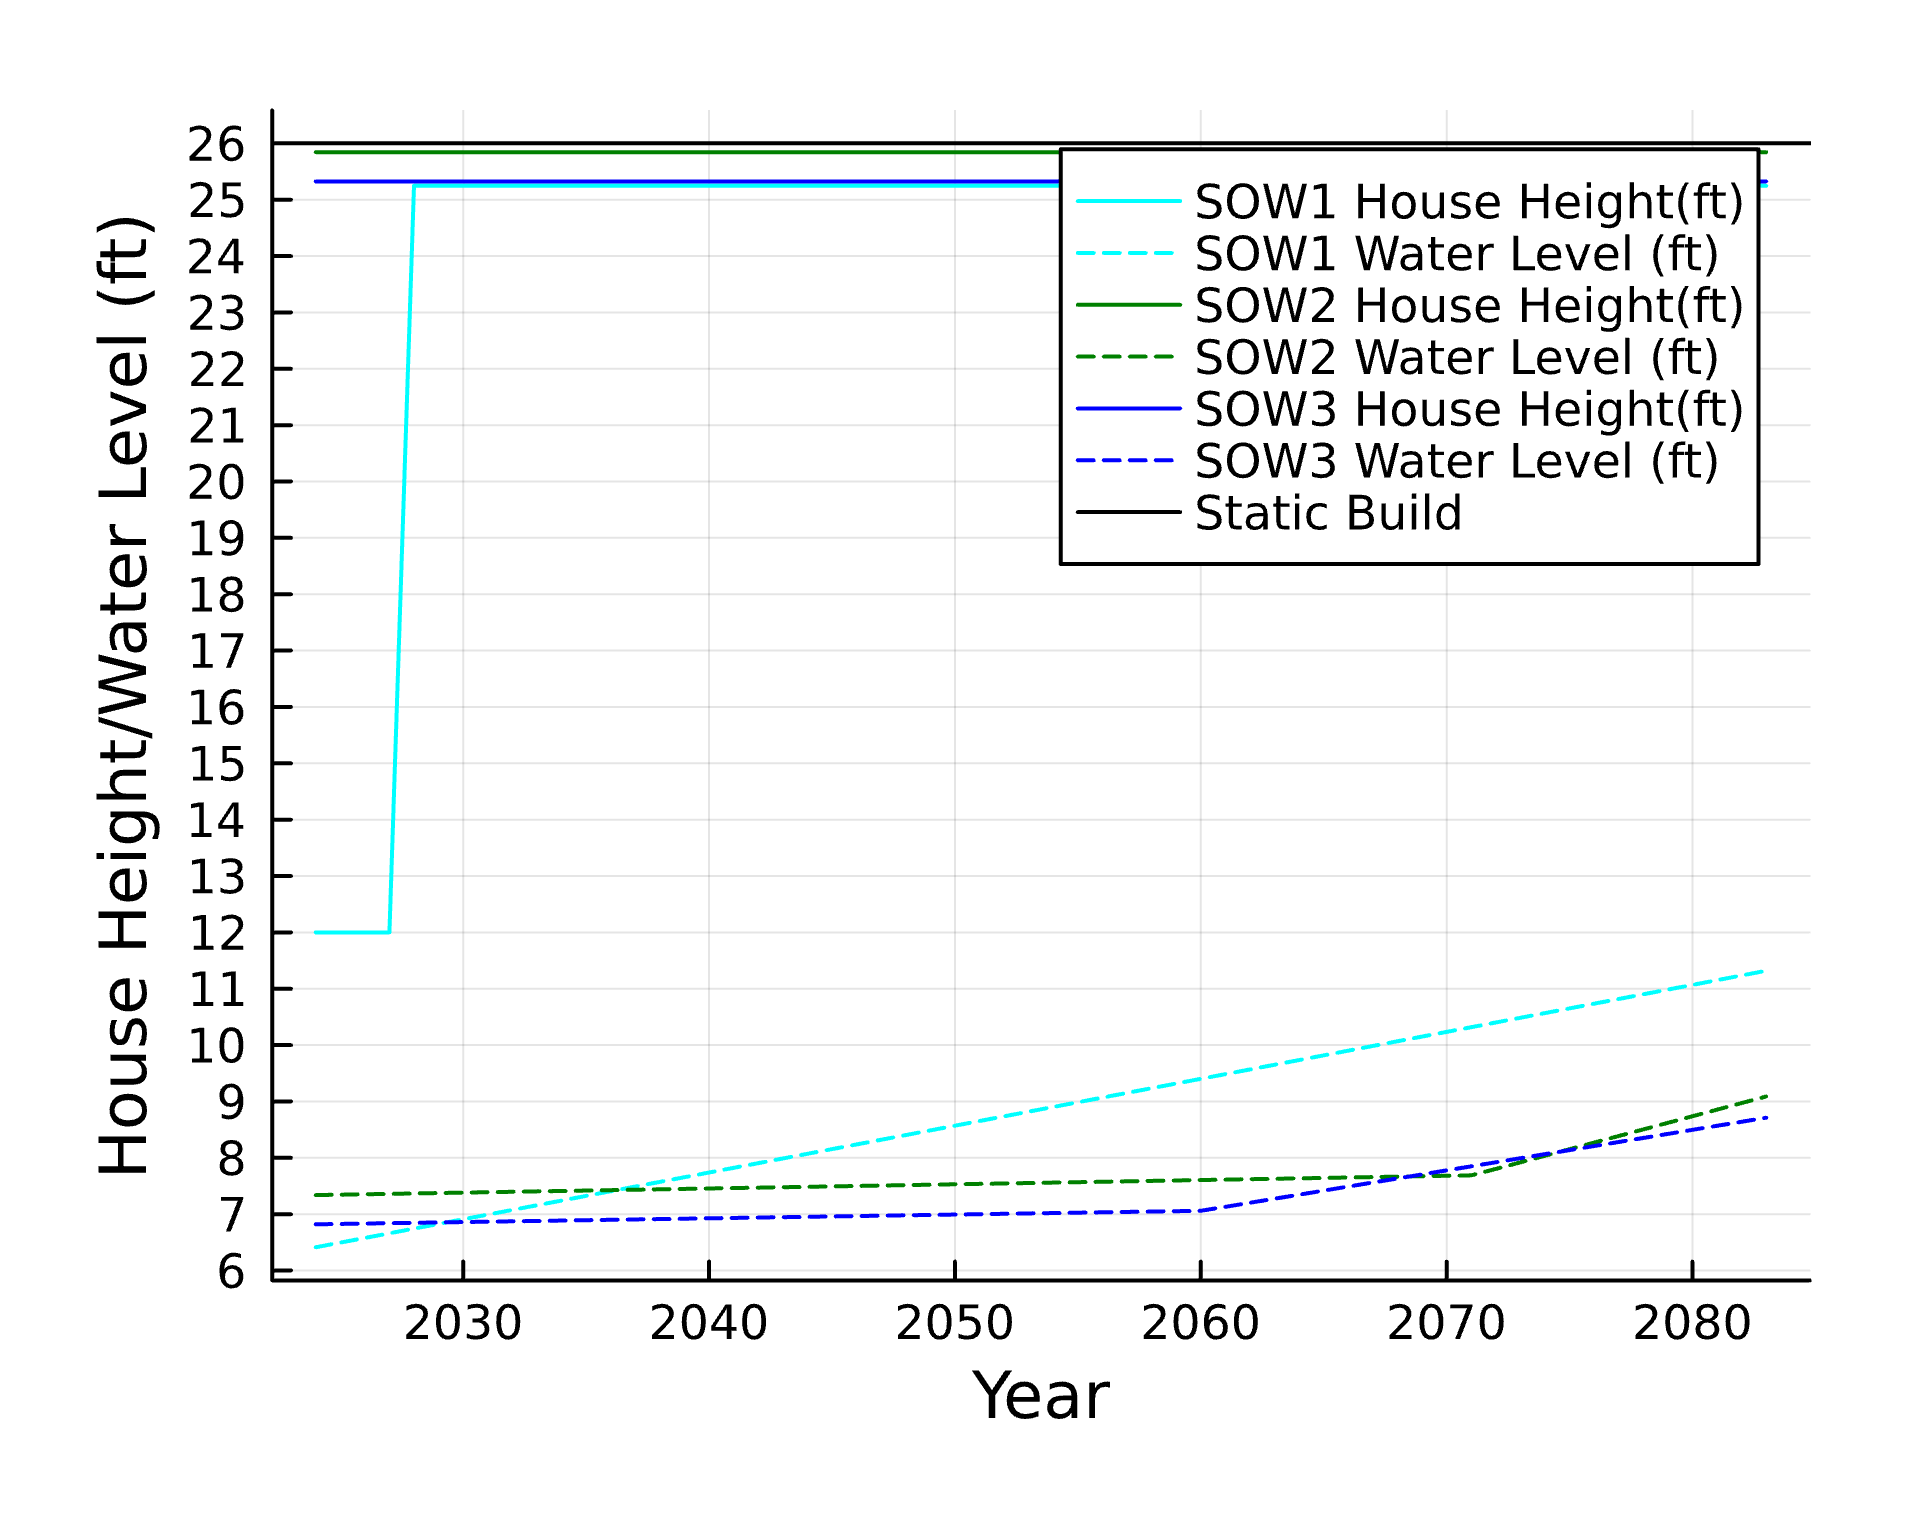 House Height/Water Level (ft)
26
25
24
23
22
21
20
19
18
17
16
15
14
13
12
11
10
9
8
7
6
SOW1 House Height(ft)
SOW1 Water Level (ft)
SOW2 House Height(ft)
SOW2 Water Level (ft)
SOW3 House Height(ft)
SOW3 Water Level (ft)
Static Build
2030 2040 2050 2060 2070 2080
Year